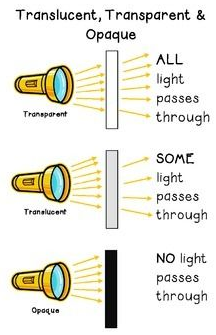 Translucent, Transparent &
Opaque
ALL
light
passes
through
Transparent
SOME
light
passes
through
Translucent
NO light
passes
through
Opaque